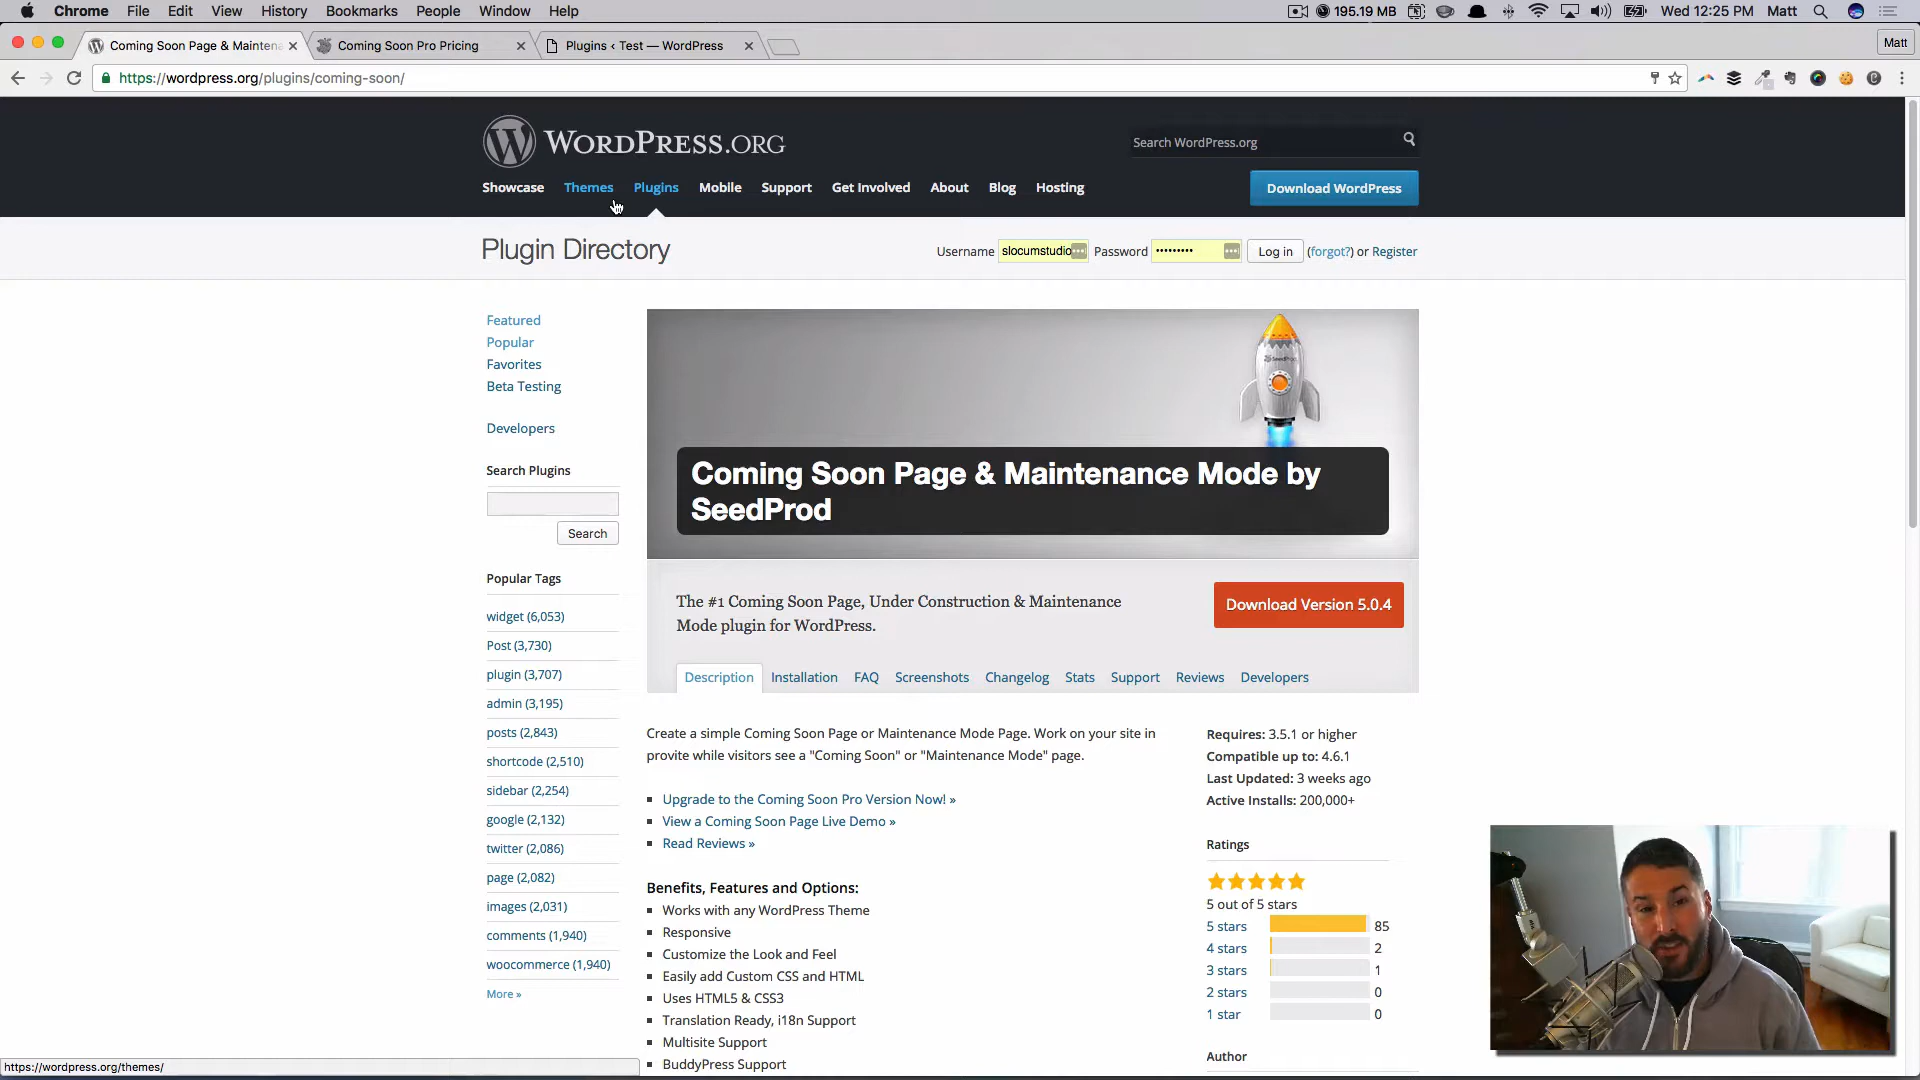 Chrome File Edit View History Bookmarks People Window Help 195.19 MB Wed 12:25 PM Matt
Coming Soon Page & Mainten Coming Soon Pro Pricing Plugins ‹ Test — WordPress Matt
https://wordpress.org/plugins/coming-soon/
WORDPRESS.ORG
Search WordPress.org
Showcase Themes Plugins Mobile Support Get Involved About Blog Hosting Download WordPress
Plugin Directory
Username slocumstudio Password ••••••••• Log in (forgot?) or Register
Featured
Popular
Favorites
Beta Testing
Developers
Search Plugins
Search
Popular Tags
widget (6,053)
Post (3,730)
plugin (3,707)
admin (3,195)
posts (2,843)
shortcode (2,510)
sidebar (2,254)
google (2,132)
twitter (2,086)
page (2,082)
images (2,031)
comments (1,940)
woocommerce (1,940)
More »
SeedProd
Coming Soon Page & Maintenance Mode by
SeedProd
The #1 Coming Soon Page, Under Construction & Maintenance
Mode plugin for WordPress.
Download Version 5.0.4
Description Installation FAQ Screenshots Changelog Stats Support Reviews Developers
Create a simple Coming Soon Page or Maintenance Mode Page. Work on your site in
provite while visitors see a "Coming Soon" or "Maintenance Mode" page.
Upgrade to the Coming Soon Pro Version Now! »
View a Coming Soon Page Live Demo »
Read Reviews »
Benefits, Features and Options:
Works with any WordPress Theme
Responsive
Customize the Look and Feel
Easily add Custom CSS and HTML
Uses HTML5 & CSS3
Translation Ready, i18n Support
Multisite Support
BuddyPress Support
Requires: 3.5.1 or higher
Compatible up to: 4.6.1
Last Updated: 3 weeks ago
Active Installs: 200,000+
Ratings
5 out of 5 stars
5 stars 85
4 stars 2
3 stars 1
2 stars 0
1 star 0
Author
https://wordpress.org/themes/